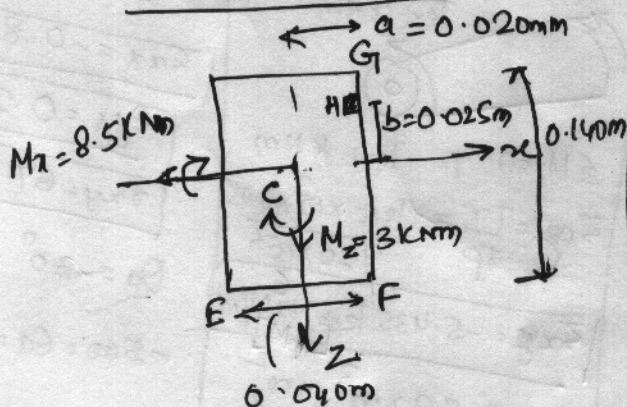 a = 0.020mm
G
H
b=0.025m
x
0.140m
Mx = 8.5KNm
C
Mz = 3KNm
E
F
Z
0.040m